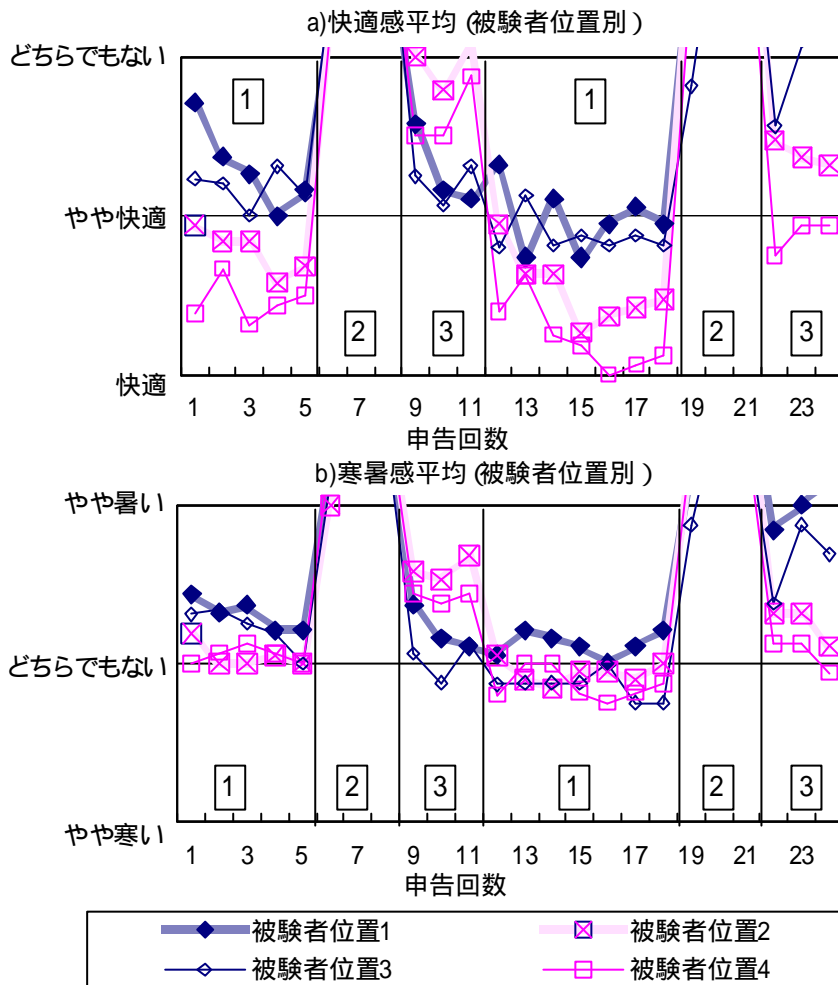 a)快適感平均 (被験者位置別)
どちらでもない
1
1
やや快適
2
3
2
3
快適
1 3 5 7 9 11 13 15 17 19 21 23
申告回数
b)寒暑感平均 (被験者位置別)
やや暑い
どちらでもない
1 2 3 1 2 3
やや寒い
1 3 5 7 9 11 13 15 17 19 21 23
申告回数
被験者位置1 被験者位置2
被験者位置3 被験者位置4